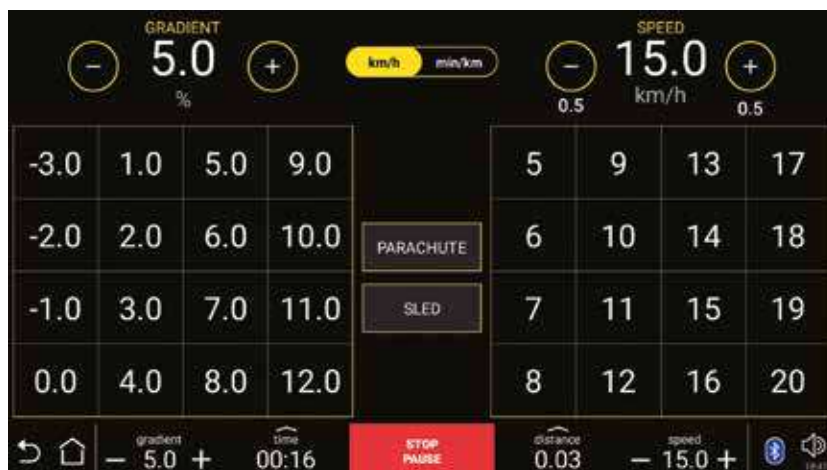 GRADIENT SPEED
− 5.0 + km/h min/km − 15.0 +
% 0.5 km/h 0.5
-3.0 1.0 5.0 9.0 5 9 13 17
-2.0 2.0 6.0 10.0 PARACHUTE 6 10 14 18
-1.0 3.0 7.0 11.0 SLED 7 11 15 19
0.0 4.0 8.0 12.0 8 12 16 20
gradient time STOP distance speed
− 5.0 + 00:16 PAUSE 0.03 − 15.0 +